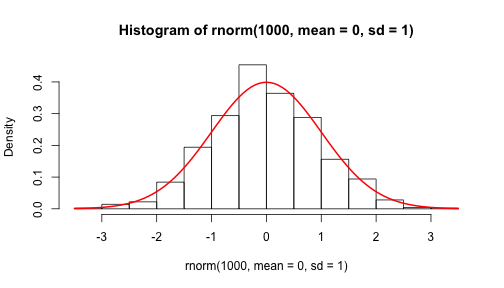 Histogram of rnorm(1000, mean = 0, sd = 1)
Density
0.4
0.3
0.2
0.1
0.0
-3 -2 -1 0 1 2 3
rnorm(1000, mean = 0, sd = 1)